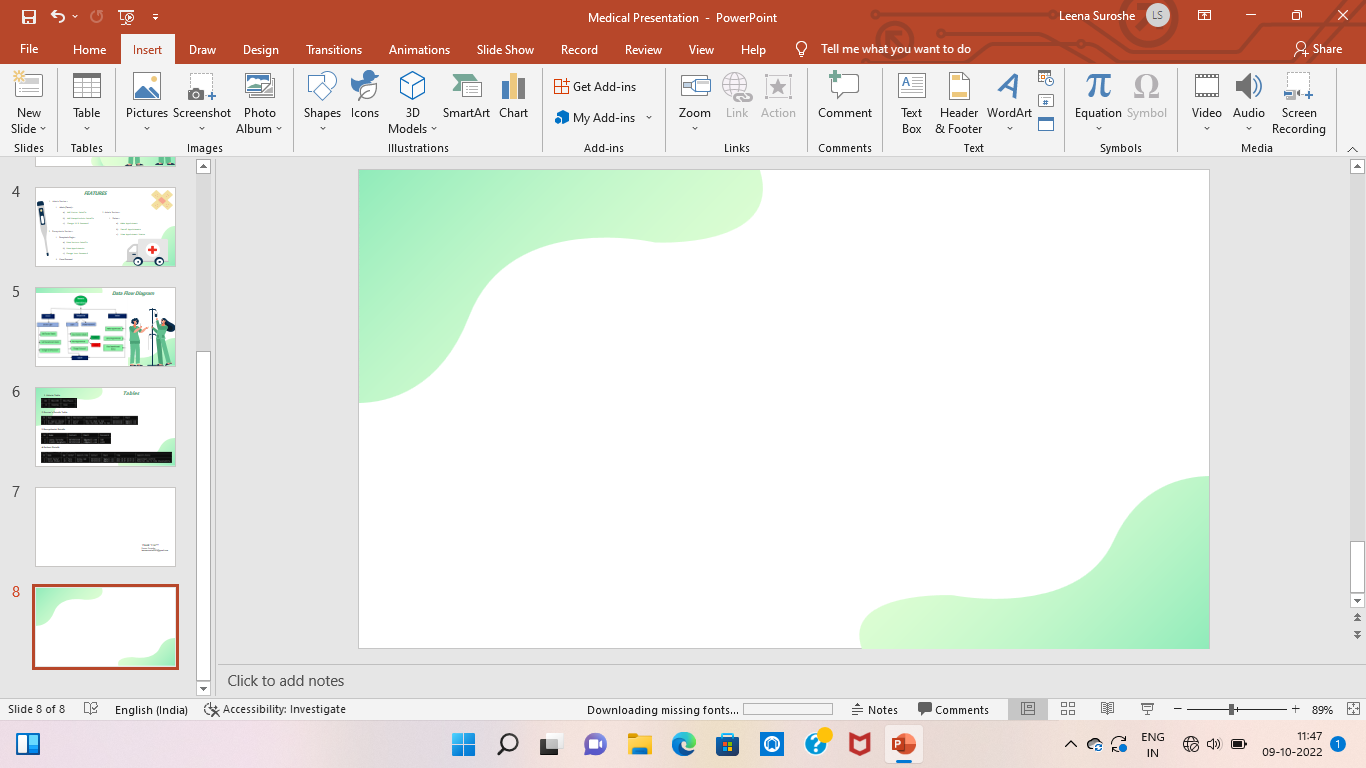 Medical Presentation - PowerPoint
Leena Suroshe LS
File Home Insert Draw Design Transitions Animations Slide Show Record Review View Help Tell me what you want to do Share
New Slide
Table
Pictures
Screenshot
Photo Album
Shapes
Icons
3D Models
SmartArt
Chart
Get Add-ins
My Add-ins
Zoom
Link
Action
Comment
Text Box
Header & Footer
WordArt
Equation
Symbol
Video
Audio
Screen Recording
Slides Tables Images Illustrations Add-ins Links Comments Text Symbols Media
4
FEATURES
5
Data Flow Diagram
6
Tables
7
8
Click to add notes
Slide 8 of 8 English (India) Accessibility: Investigate Downloading missing fonts... Notes Comments 89%
ENG
IN
11:47
09-10-2022
1